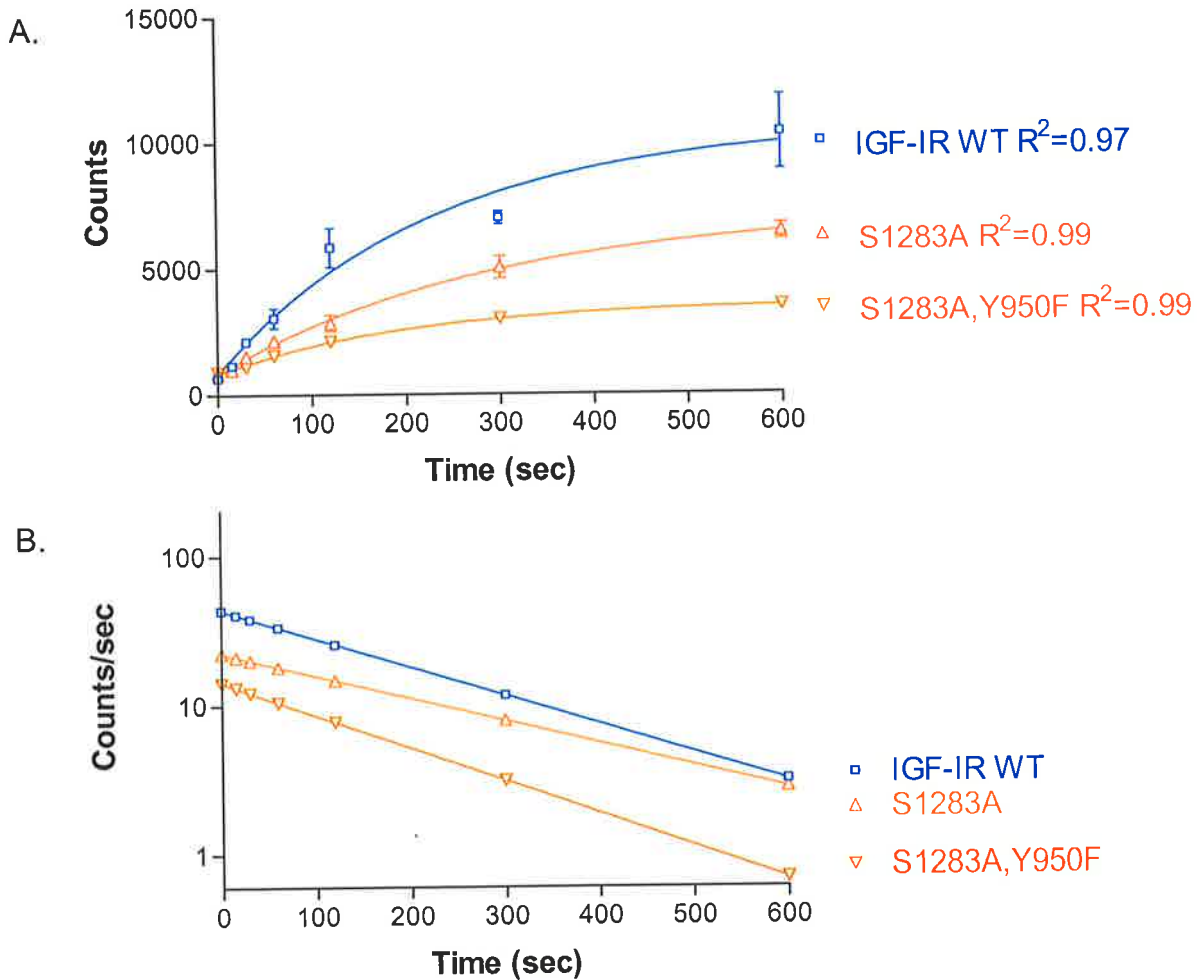 A.
15000
10000
5000
0
Counts
0 100 200 300 400 500 600
Time (sec)
IGF-IR WT R²=0.97
S1283A R²=0.99
S1283A,Y950F R²=0.99
B.
100
10
1
Counts/sec
0 100 200 300 400 500 600
Time (sec)
IGF-IR WT
S1283A
S1283A,Y950F